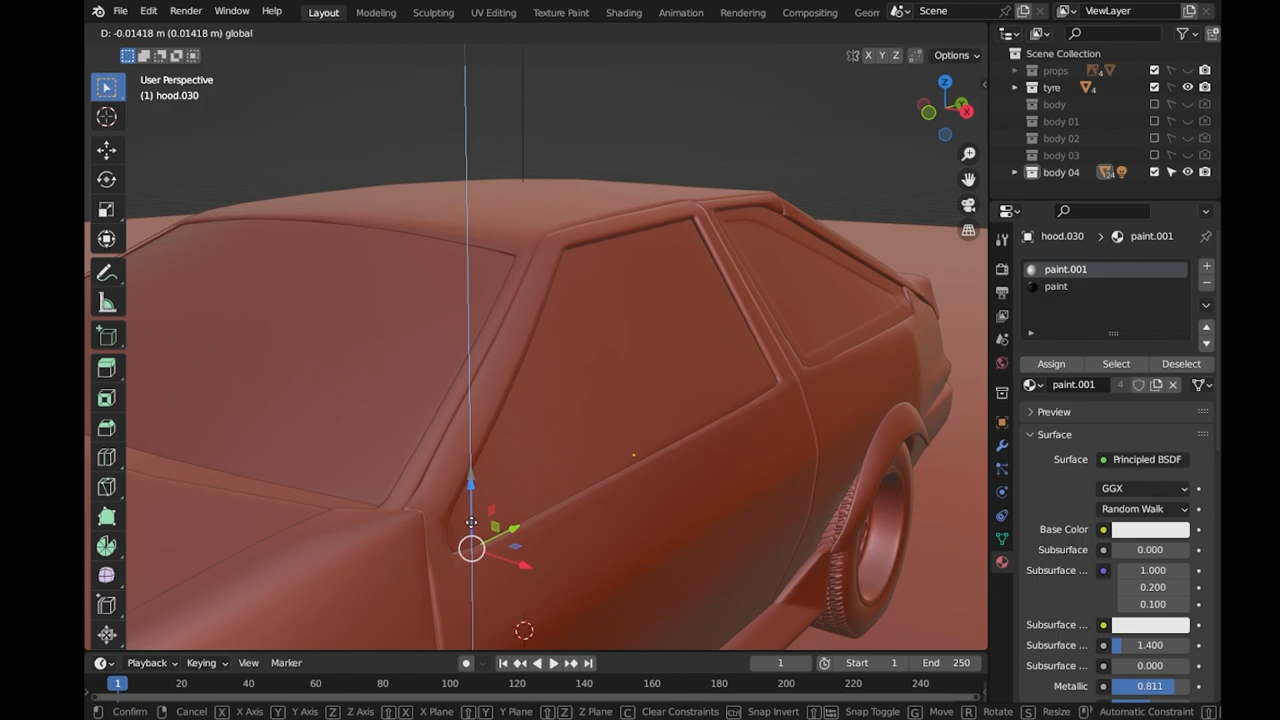 File Edit Render Window Help Layout Modeling Sculpting UV Editing Texture Paint Shading Animation Rendering Compositing Geom Scene ViewLayer
D: -0.01418 m (0.01418 m) global
X Y Z Options
User Perspective
(1) hood.030
Z
Y
X
Scene Collection
props 4
tyre 4
body
body 01
body 02
body 03
body 04 24
hood.030 > paint.001
paint.001
paint
Assign Select Deselect
paint.001 4
Preview
Surface
Surface Principled BSDF
GGX
Random Walk
Base Color
Subsurface 0.000
Subsurface ... 1.000
0.200
0.100
Subsurface ...
Subsurface ... 1.400
Subsurface ... 0.000
Metallic 0.811
Playback Keying View Marker 1 Start 1 End 250
1 20 40 60 80 100 120 140 160 180 200 220 240
Confirm Cancel X X Axis Y Y Axis Z Z Axis X X Plane Y Y Plane Z Z Plane C Clear Constraints Ctrl Snap Invert Snap Toggle G Move R Rotate S Resize Automatic Constraint